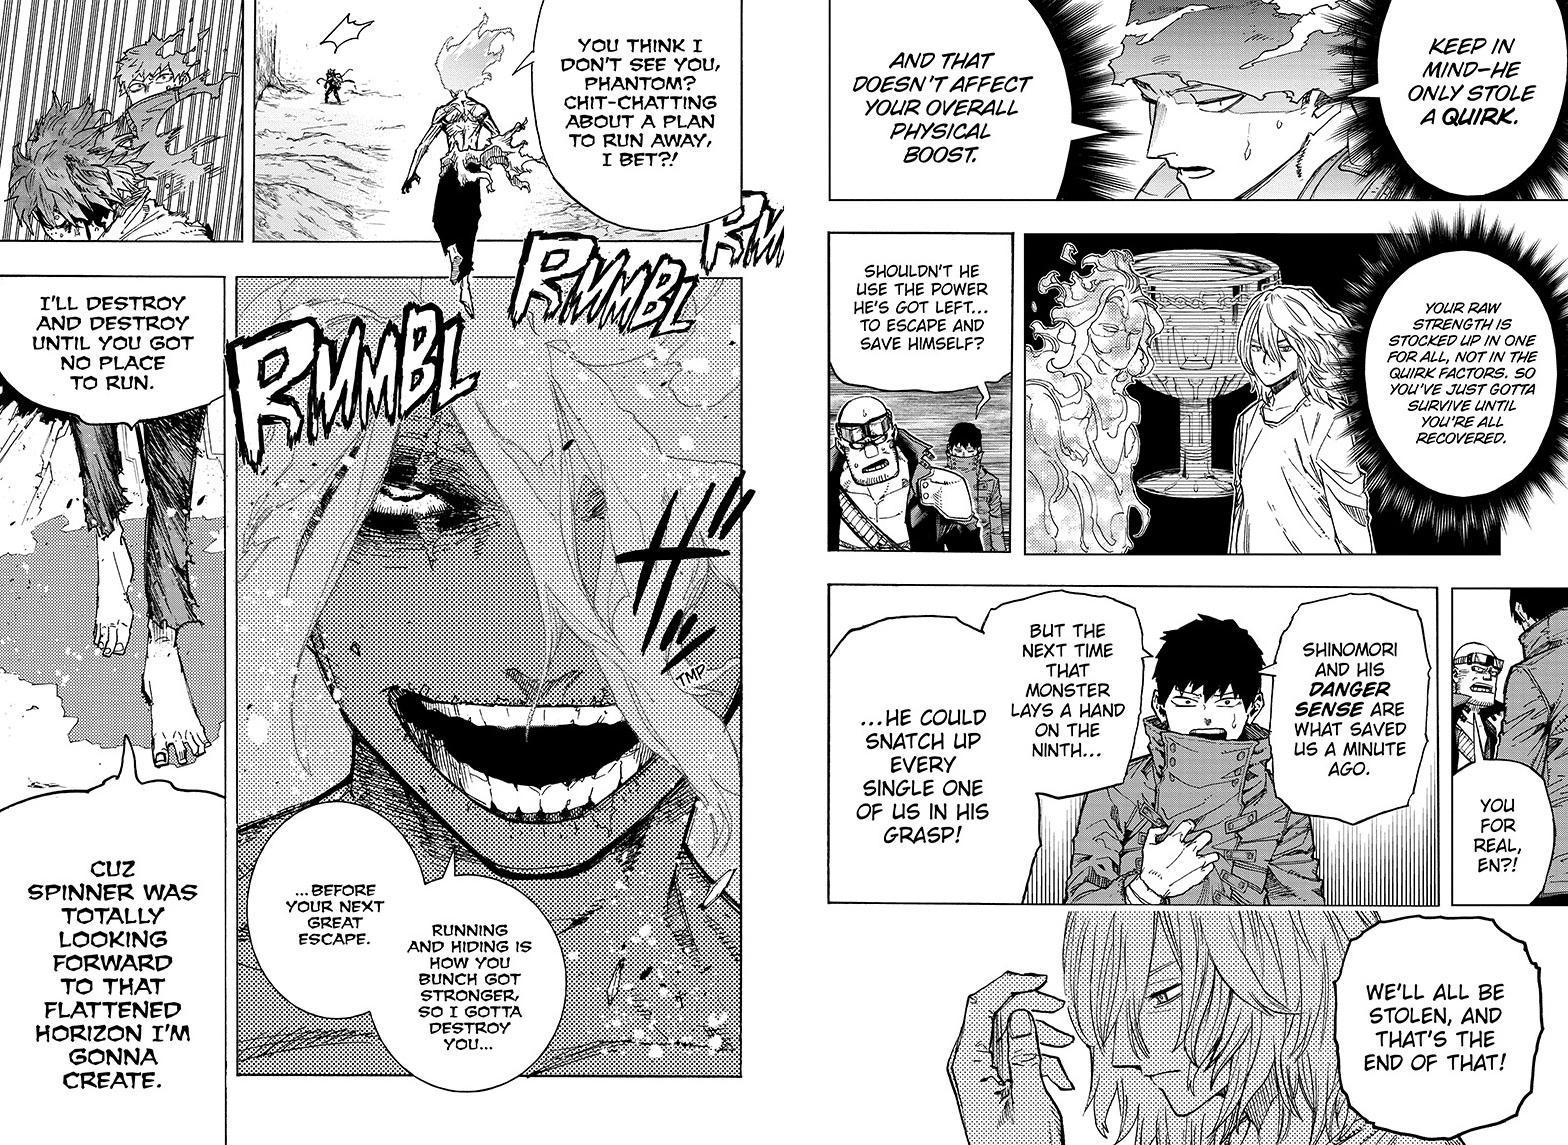 KEEP IN
MIND–HE
ONLY STOLE
A QUIRK.
AND THAT
DOESN'T AFFECT
YOUR OVERALL
PHYSICAL
BOOST.
YOUR RAW
STRENGTH IS
STOCKED UP IN ONE
FOR ALL, NOT IN THE
QUIRK FACTORS. SO
YOU'VE JUST GOTTA
SURVIVE UNTIL
YOU'RE ALL
RECOVERED.
SHOULDN'T HE
USE THE POWER
HE'S GOT LEFT...
TO ESCAPE AND
SAVE HIMSELF?
YOU
FOR
REAL,
EN?!
SHINOMORI
AND HIS
DANGER
SENSE ARE
WHAT SAVED
US A MINUTE
AGO.
BUT THE
NEXT TIME
THAT
MONSTER
LAYS A HAND
ON THE
NINTH...
...HE COULD
SNATCH UP
EVERY
SINGLE ONE
OF US IN HIS
GRASP!
WE'LL ALL BE
STOLEN, AND
THAT'S THE
END OF THAT!
YOU THINK I
DON'T SEE YOU,
PHANTOM?
CHIT-CHATTING
ABOUT A PLAN
TO RUN AWAY,
I BET?!
RUMBL
RUMBL
RUM
TMP
RUNNING
AND HIDING IS
HOW YOU
BUNCH GOT
STRONGER,
SO I GOTTA
DESTROY
YOU...
...BEFORE
YOUR NEXT
GREAT
ESCAPE.
I'LL DESTROY
AND DESTROY
UNTIL YOU GOT
NO PLACE
TO RUN.
CUZ
SPINNER WAS
TOTALLY
LOOKING
FORWARD
TO THAT
FLATTENED
HORIZON I'M
GONNA
CREATE.